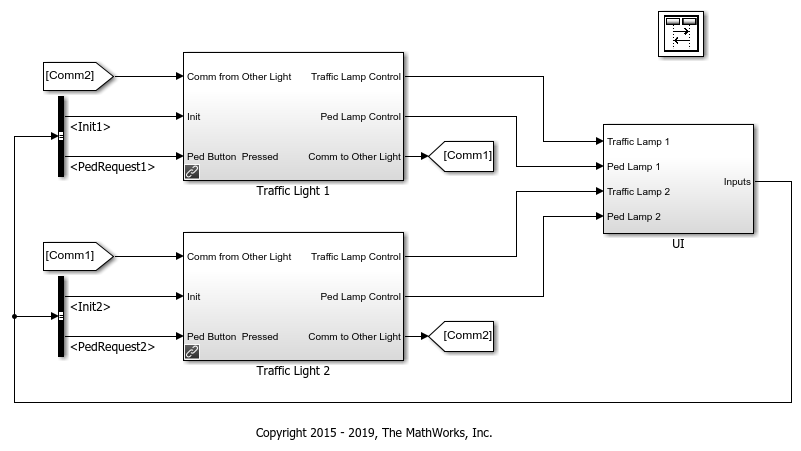 [Comm2]
Comm from Other Light
Traffic Lamp Control
Init
Ped Lamp Control
<Init1>
Ped Button Pressed
Comm to Other Light
[Comm1]
<PedRequest1>
Traffic Light 1
Traffic Lamp 1
Ped Lamp 1
Traffic Lamp 2
Ped Lamp 2
Inputs
UI
[Comm1]
Comm from Other Light
Traffic Lamp Control
Init
Ped Lamp Control
<Init2>
Ped Button Pressed
Comm to Other Light
[Comm2]
<PedRequest2>
Traffic Light 2
Copyright 2015 - 2019, The MathWorks, Inc.